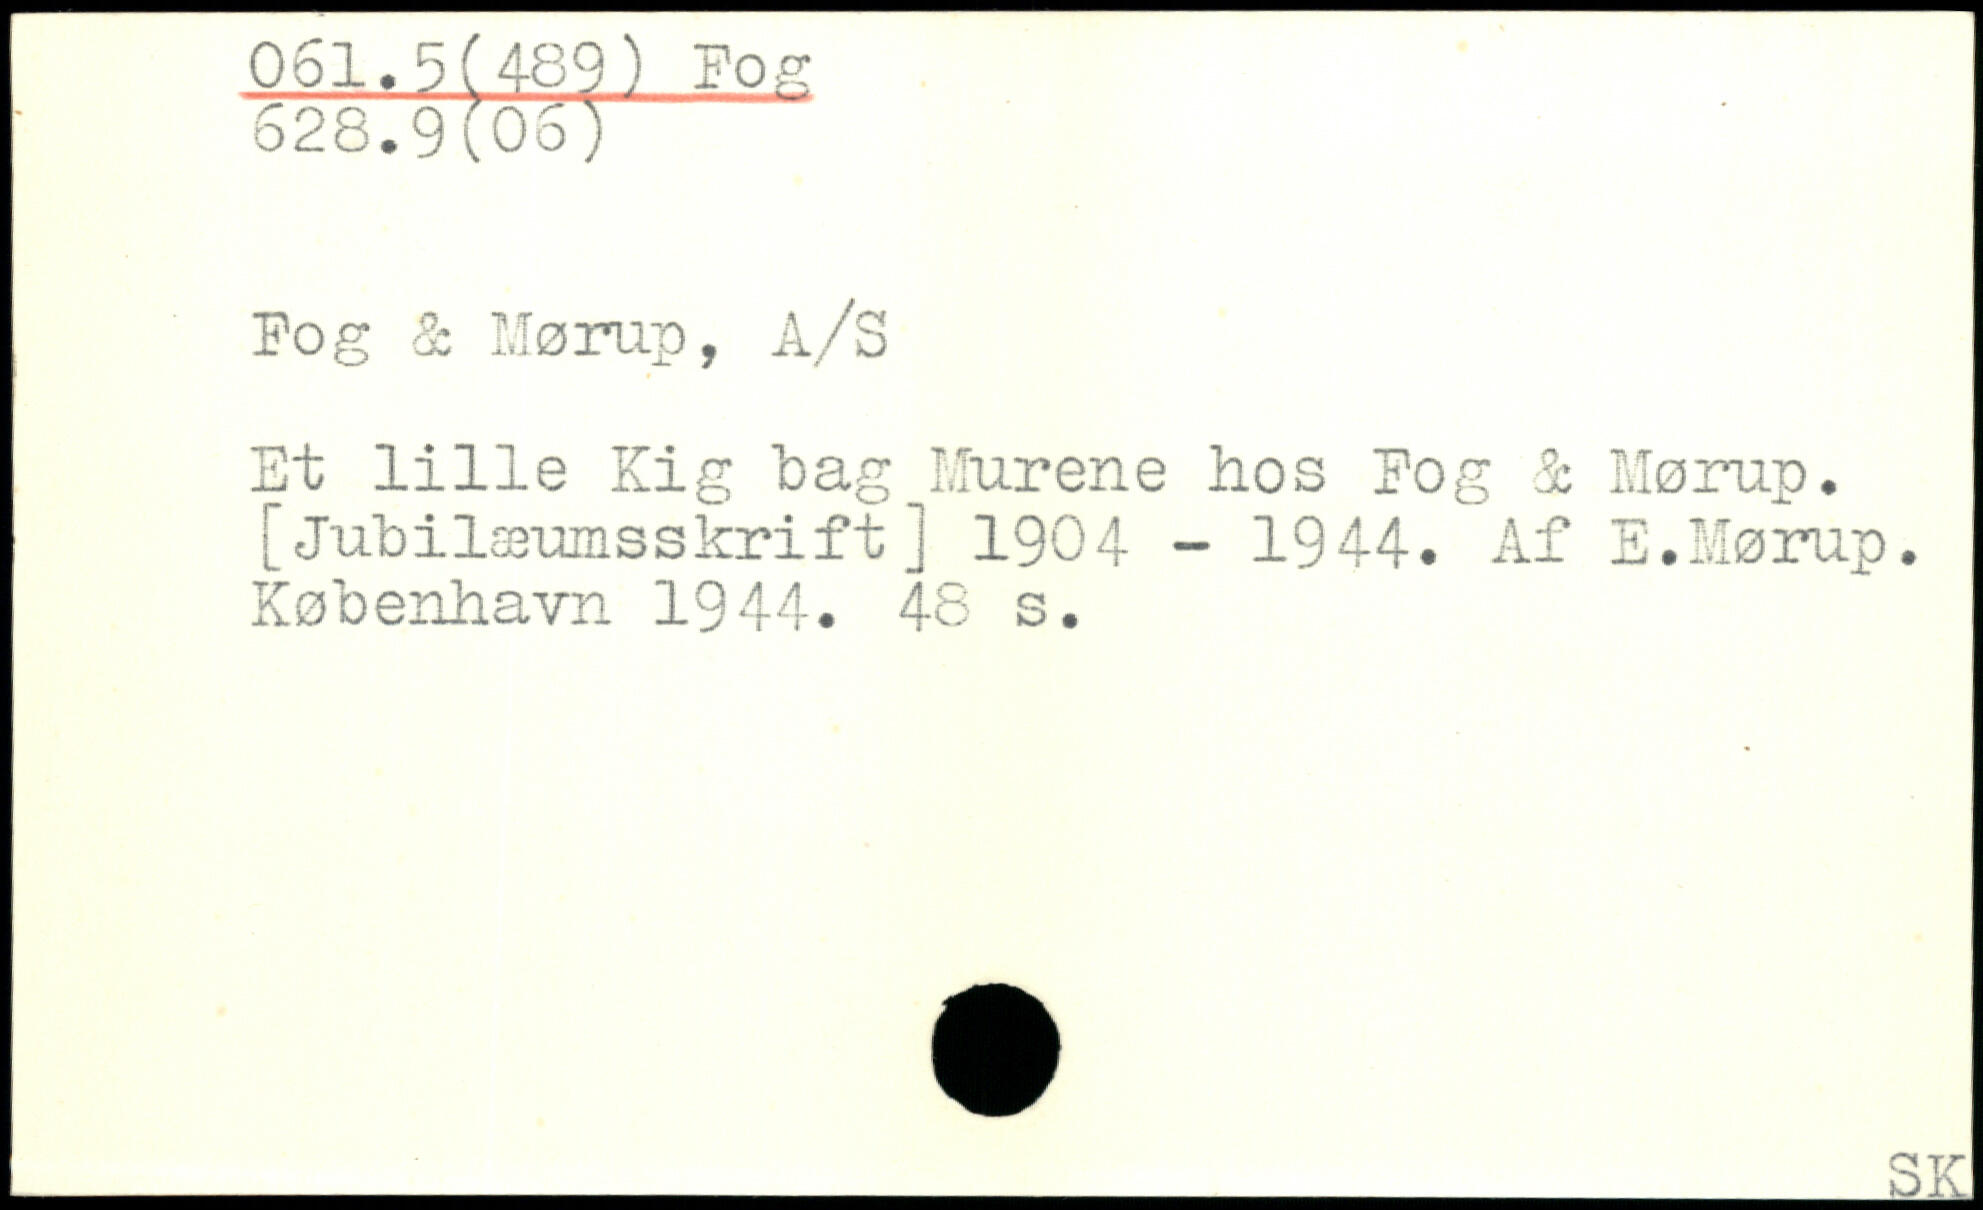 061.5(489) Fog
628.9(06)
Fog & Mørup, A/S
Et lille Kig bag Murene hos Fog & Mørup.
[Jubilæumsskrift] 1904 - 1944. Af E.Mørup.
København 1944. 48 s.
SK